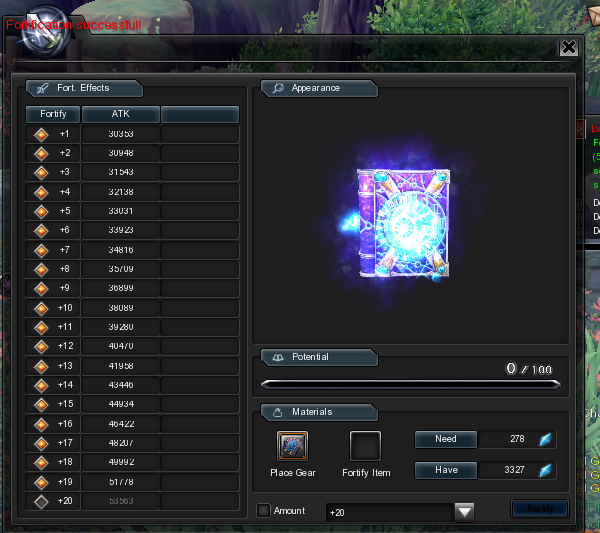 Fortification successful!
Fort. Effects
Appearance
Fortify ATK
+1 30353
+2 30948
+3 31543
+4 32138
+5 33031
+6 33923
+7 34816
+8 35709
+9 36899
+10 38089
+11 39280
+12 40470
+13 41958
+14 43446
+15 44934
+16 46422
+17 48207
+18 49992
+19 51778
+20 53563
Potential
0 / 100
Materials
Place Gear
Fortify Item
Need 278
Have 3327
Amount +20
Fortify